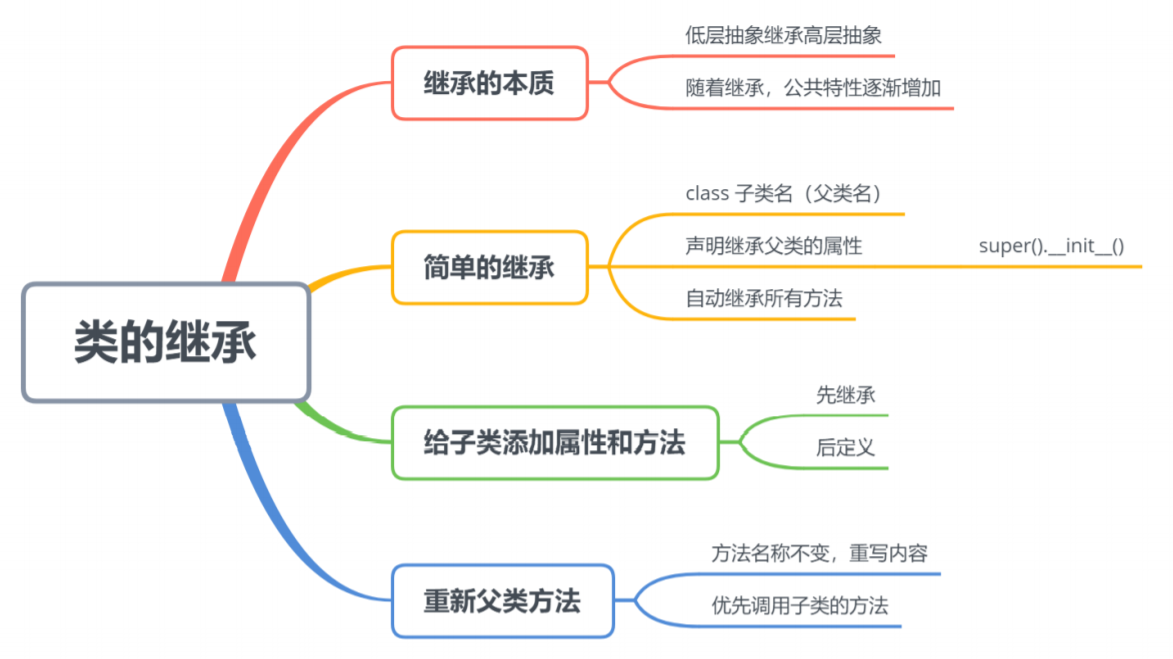 类的继承
继承的本质
低层抽象继承高层抽象
随着继承，公共特性逐渐增加
简单的继承
class 子类名（父类名）
声明继承父类的属性 super().__init__()
自动继承所有方法
给子类添加属性和方法
先继承
后定义
重新父类方法
方法名称不变，重写内容
优先调用子类的方法